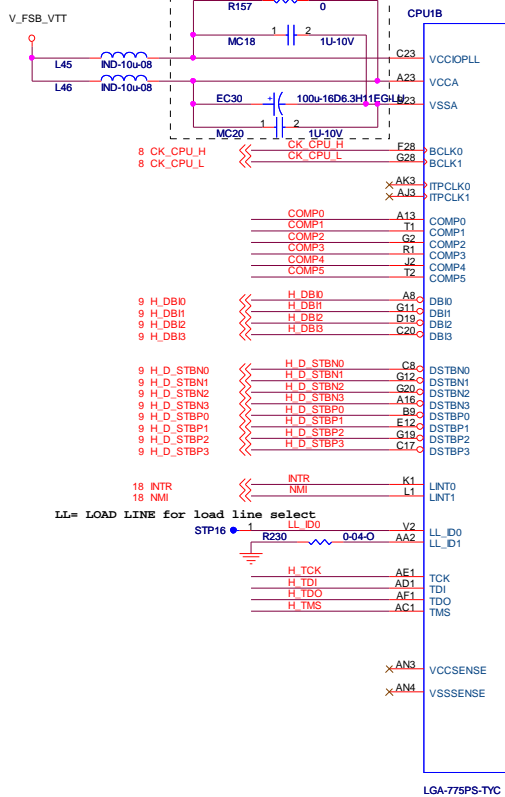 R157 0
CPU1B
V_FSB_VTT
MC18 1 2 1U-10V
L45 IND-10u-08 C23 VCCIOPLL
L46 IND-10u-08 A23 VCCA
EC30 + 100u-16D6.3H11EG-LU B23 VSSA
MC20 1 2 1U-10V
8 CK_CPU_H CK_CPU_H F28 BCLK0
8 CK_CPU_L CK_CPU_L G28 BCLK1
AK3 ITPCLK0
AJ3 ITPCLK1
COMP0 A13 COMP0
COMP1 T1 COMP1
COMP2 G2 COMP2
COMP3 R1 COMP3
COMP4 J2 COMP4
COMP5 T2 COMP5
9 H_DBI0 H_DBI0 A8 DBI0
9 H_DBI1 H_DBI1 G11 DBI1
9 H_DBI2 H_DBI2 D19 DBI2
9 H_DBI3 H_DBI3 C20 DBI3
9 H_D_STBN0 H_D_STBN0 C8 DSTBN0
9 H_D_STBN1 H_D_STBN1 G12 DSTBN1
9 H_D_STBN2 H_D_STBN2 G20 DSTBN2
9 H_D_STBN3 H_D_STBN3 A16 DSTBN3
9 H_D_STBP0 H_D_STBP0 B9 DSTBP0
9 H_D_STBP1 H_D_STBP1 E12 DSTBP1
9 H_D_STBP2 H_D_STBP2 G19 DSTBP2
9 H_D_STBP3 H_D_STBP3 C17 DSTBP3
18 INTR INTR K1 LINT0
18 NMI NMI L1 LINT1
LL= LOAD LINE for load line select
STP16 1 LL_ID0 V2 LL_ID0
R230 0-04-O AA2 LL_ID1
H_TCK AE1 TCK
H_TDI AD1 TDI
H_TDO AF1 TDO
H_TMS AC1 TMS
AN3 VCCSENSE
AN4 VSSSENSE
LGA-775PS-TYC